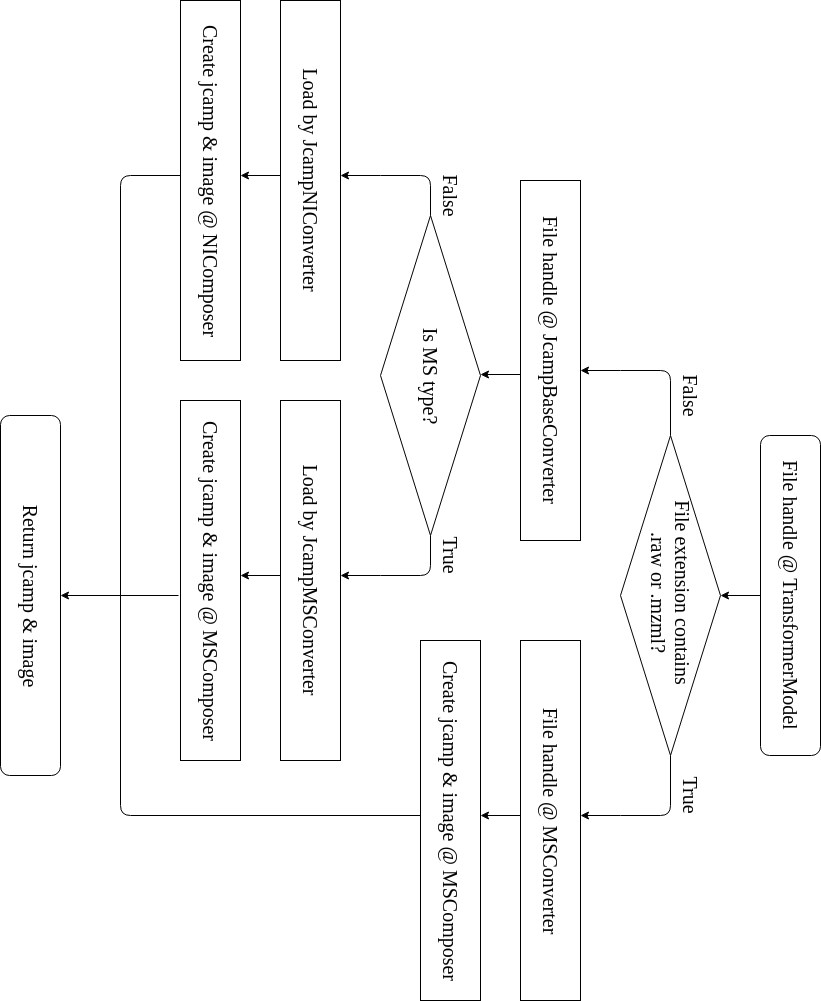 File handle @ TransformerModel
File extension contains
.raw or .mzml?
False
True
File handle @ JcampBaseConverter
File handle @ MSConverter
Is MS type?
False
True
Create jcamp & image @ MSComposer
Load by JcampNIConverter
Load by JcampMSConverter
Create jcamp & image @ NIComposer
Create jcamp & image @ MSComposer
Return jcamp & image